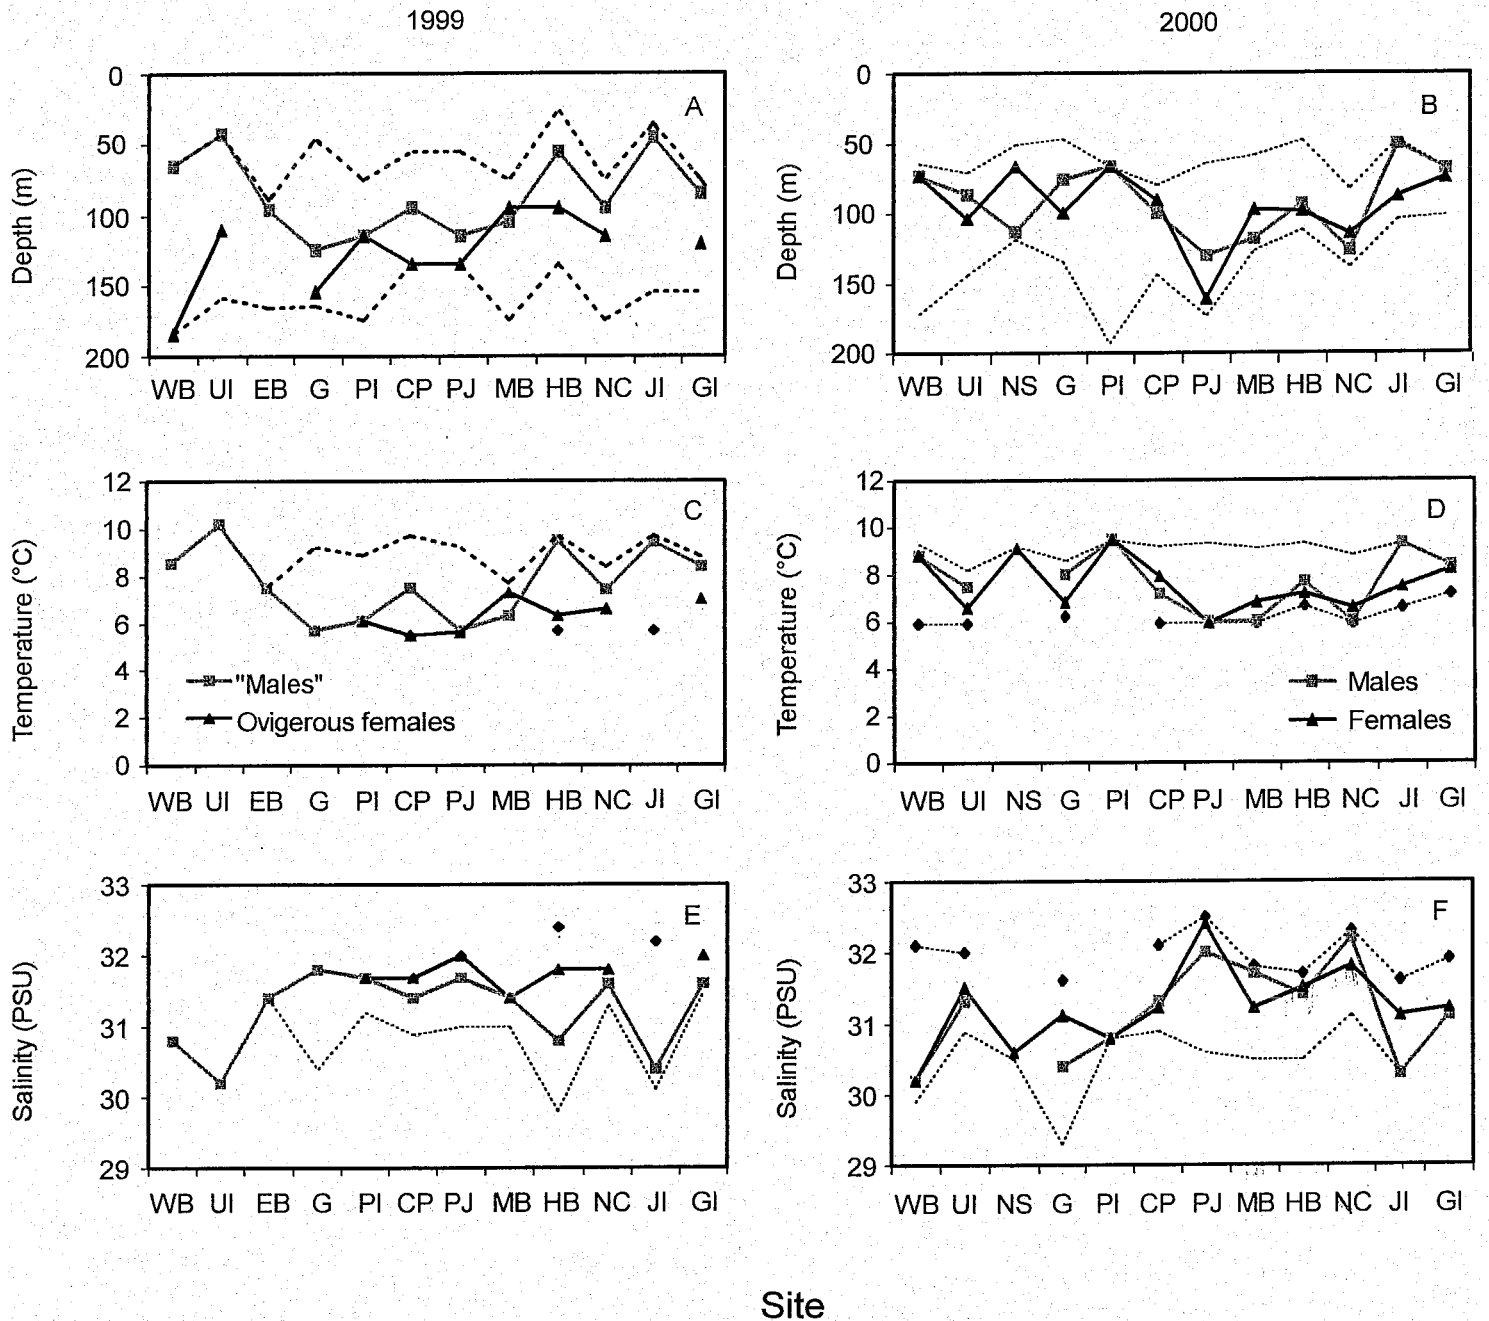 1999
2000
0
50
100
150
200
Depth (m)
A
WB UI EB G PI CP PJ MB HB NC JI GI
0
50
100
150
200
Depth (m)
B
WB UI NS G PI CP PJ MB HB NC JI GI
12
10
8
6
4
2
0
Temperature (°C)
C
"Males"
Ovigerous females
WB UI EB G PI CP PJ MB HB NC JI GI
12
10
8
6
4
2
0
Temperature (°C)
D
Males
Females
WB UI NS G PI CP PJ MB HB NC JI GI
33
32
31
30
29
Salinity (PSU)
E
WB UI EB G PI CP PJ MB HB NC JI GI
33
32
31
30
29
Salinity (PSU)
F
WB UI NS G PI CP PJ MB HB NC JI GI
Site